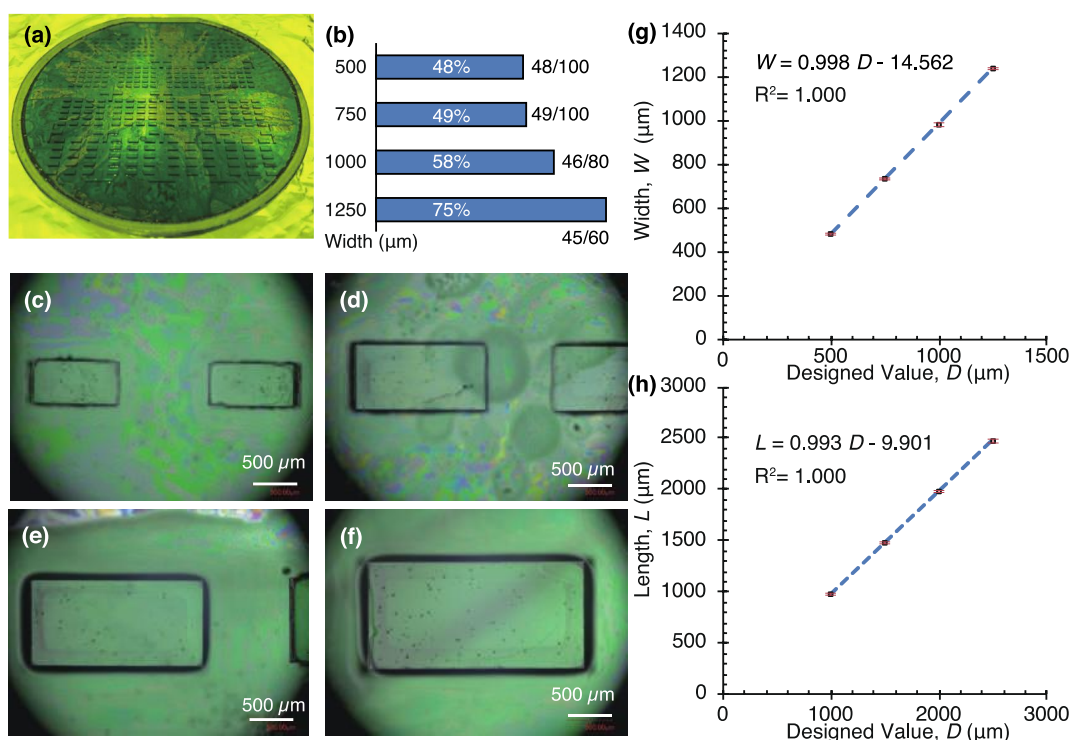 (a)
(b)
500 48% 48/100
750 49% 49/100
1000 58% 46/80
1250 75%
45/60
Width (µm)
(c)
500 µm
(d)
500 µm
(e)
500 µm
(f)
500 µm
(g)
W = 0.998 D - 14.562
R²= 1.000
Width, W (µm)
1400
1200
1000
800
600
400
200
0
0 500 1000 1500
Designed Value, D (µm)
(h)
L = 0.993 D - 9.901
R²= 1.000
Length, L (µm)
3000
2500
2000
1500
1000
500
0
0 1000 2000 3000
Designed Value, D (µm)